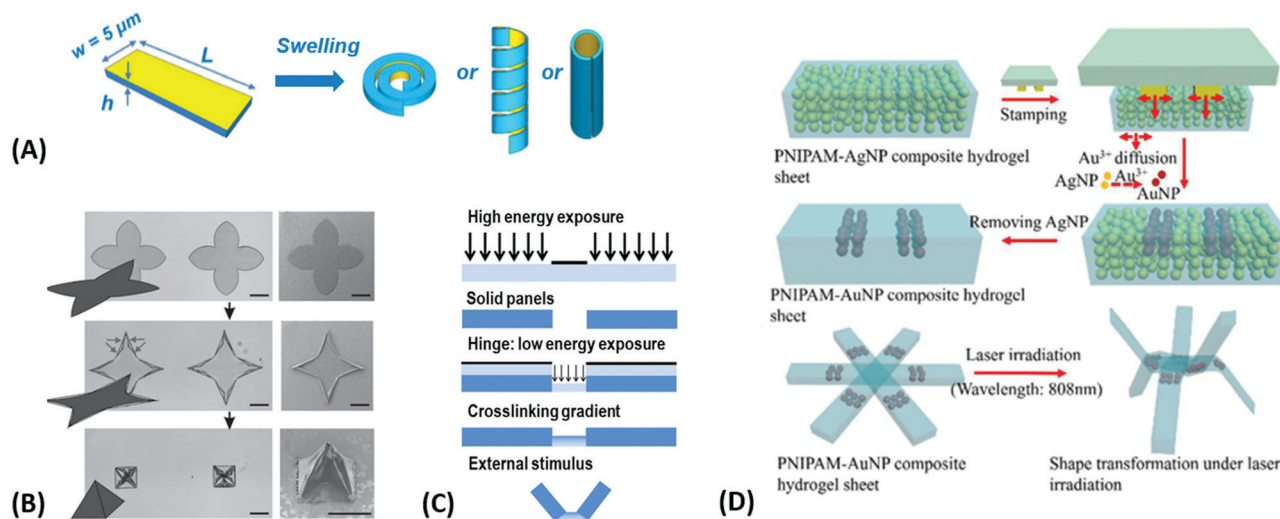 (A)
w = 5 μm
L
h
Swelling
or
or
(B)
(C)
High energy exposure
Solid panels
Hinge: low energy exposure
Crosslinking gradient
External stimulus
(D)
PNIPAM-AgNP composite hydrogel
sheet
Stamping
Au³⁺ diffusion
AgNP
Au³⁺
AuNP
Removing AgNP
PNIPAM-AuNP composite hydrogel
sheet
Laser irradiation
(Wavelength: 808nm)
PNIPAM-AuNP composite
hydrogel sheet
Shape transformation under laser
irradiation